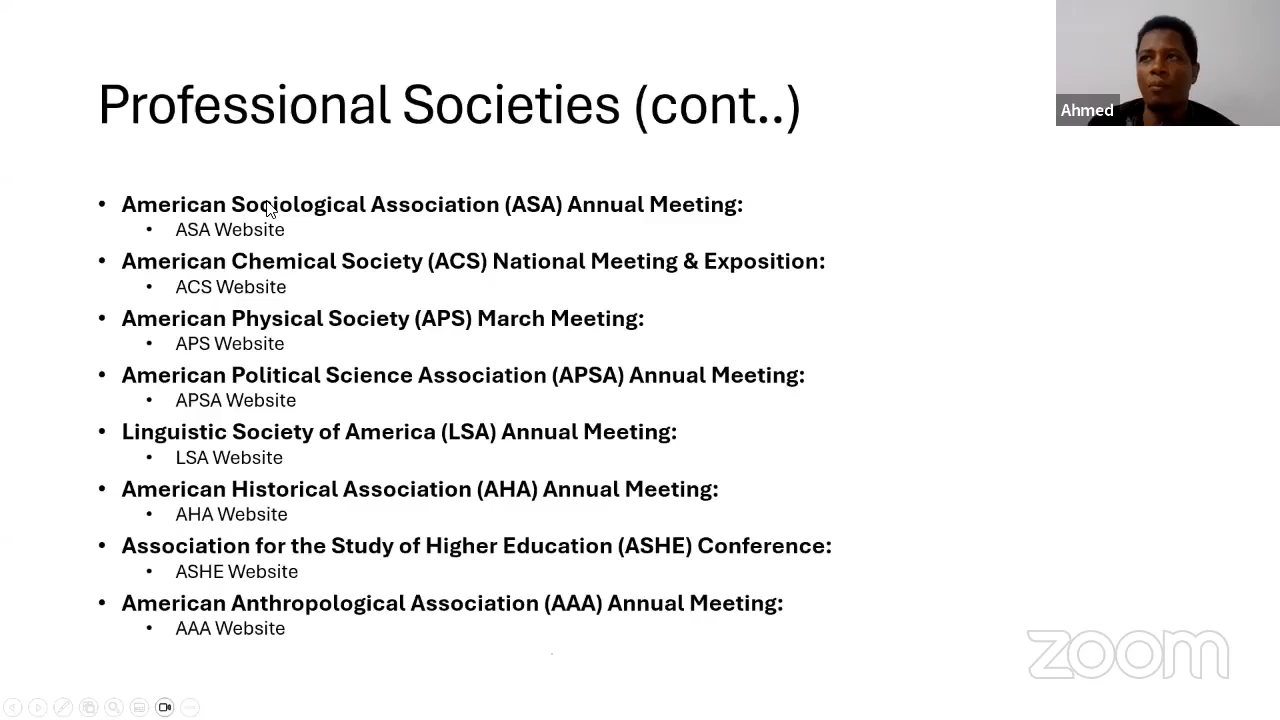 Professional Societies (cont..)
Ahmed
• American Sociological Association (ASA) Annual Meeting:
• ASA Website
• American Chemical Society (ACS) National Meeting & Exposition:
• ACS Website
• American Physical Society (APS) March Meeting:
• APS Website
• American Political Science Association (APSA) Annual Meeting:
• APSA Website
• Linguistic Society of America (LSA) Annual Meeting:
• LSA Website
• American Historical Association (AHA) Annual Meeting:
• AHA Website
• Association for the Study of Higher Education (ASHE) Conference:
• ASHE Website
• American Anthropological Association (AAA) Annual Meeting:
• AAA Website
zoom